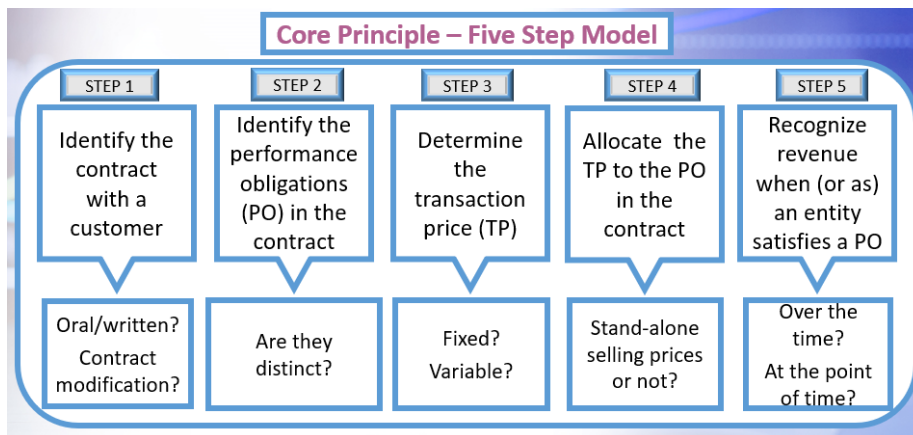 Core Principle – Five Step Model
STEP 1
Identify the
contract
with a
customer
Oral/written?
Contract
modification?
STEP 2
Identify the
performance
obligations
(PO) in the
contract
Are they
distinct?
STEP 3
Determine
the
transaction
price (TP)
Fixed?
Variable?
STEP 4
Allocate the
TP to the PO
in the
contract
Stand-alone
selling prices
or not?
STEP 5
Recognize
revenue
when (or as)
an entity
satisfies a PO
Over the
time?
At the point
of time?